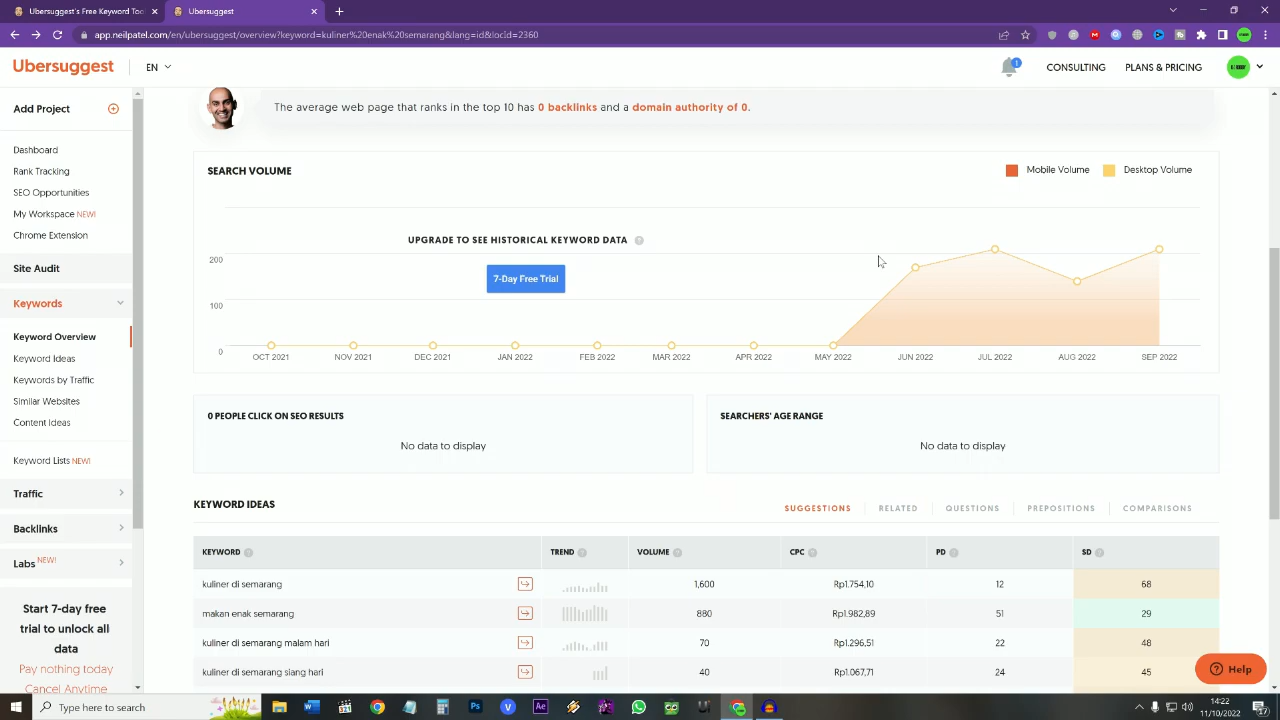 Ubersuggest's Free Keyword Tool
Ubersuggest
app.neilpatel.com/en/ubersuggest/overview?keyword=kuliner%20enak%20semarang&lang=id&locId=2360
Ubersuggest
EN
1
CONSULTING
PLANS & PRICING
Add Project
Dashboard
Rank Tracking
SEO Opportunities
My Workspace NEW!
Chrome Extension
Site Audit
Keywords
Keyword Overview
Keyword Ideas
Keywords by Traffic
Similar Websites
Content Ideas
Keyword Lists NEW!
Traffic
Backlinks
Labs NEW!
Start 7-day free
trial to unlock all
data
Pay nothing today
Cancel Anytime
The average web page that ranks in the top 10 has 0 backlinks and a domain authority of 0.
SEARCH VOLUME
Mobile Volume
Desktop Volume
UPGRADE TO SEE HISTORICAL KEYWORD DATA ?
7-Day Free Trial
200
100
0
OCT 2021 NOV 2021 DEC 2021 JAN 2022 FEB 2022 MAR 2022 APR 2022 MAY 2022 JUN 2022 JUL 2022 AUG 2022 SEP 2022
0 PEOPLE CLICK ON SEO RESULTS
No data to display
SEARCHERS' AGE RANGE
No data to display
KEYWORD IDEAS
SUGGESTIONS RELATED QUESTIONS PREPOSITIONS COMPARISONS
KEYWORD TREND VOLUME CPC PD SD
kuliner di semarang 1,600 Rp1.754,10 12 68
makan enak semarang 880 Rp1.982,89 51 29
kuliner di semarang malam hari 70 Rp1.296,51 22 48
kuliner di semarang siang hari 40 Rp1.067,71 24 45
Help
Type here to search
14:22
11/10/2022